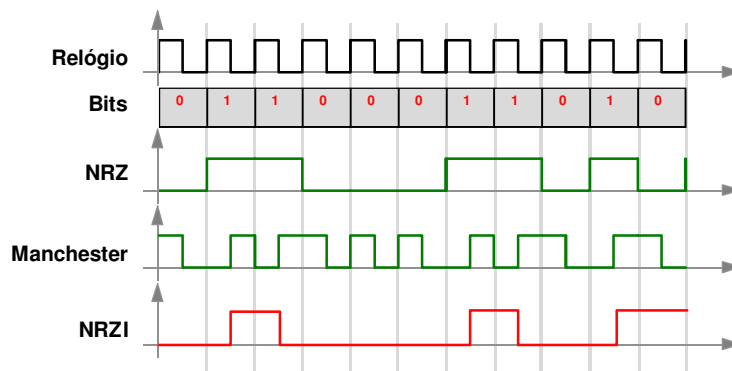 Relógio
Bits 0 1 1 0 0 0 1 1 0 1 0
NRZ
Manchester
NRZI